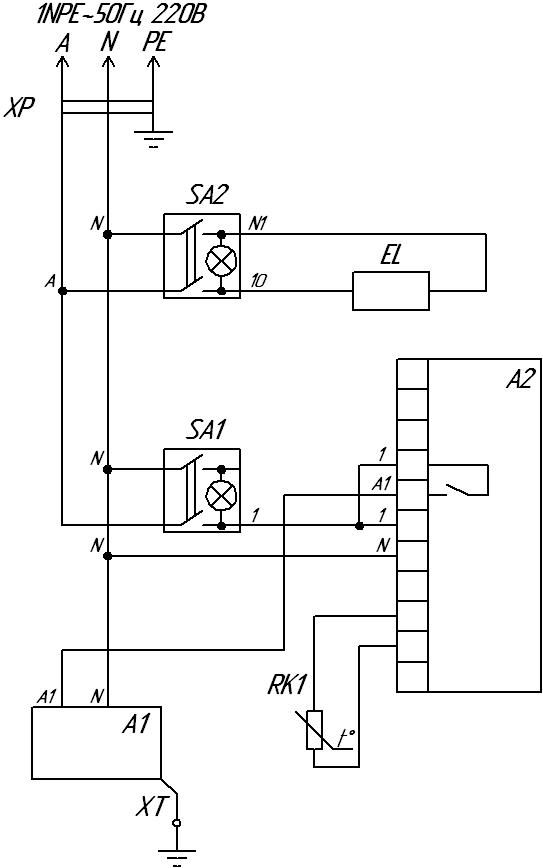 1NPE~50Гц 220В
A N PE
XP
SA2
N N1
EL
A 10
A2
SA1
N 1
A1
1 1
N N
RK1
A1 N
A1 t°
XT